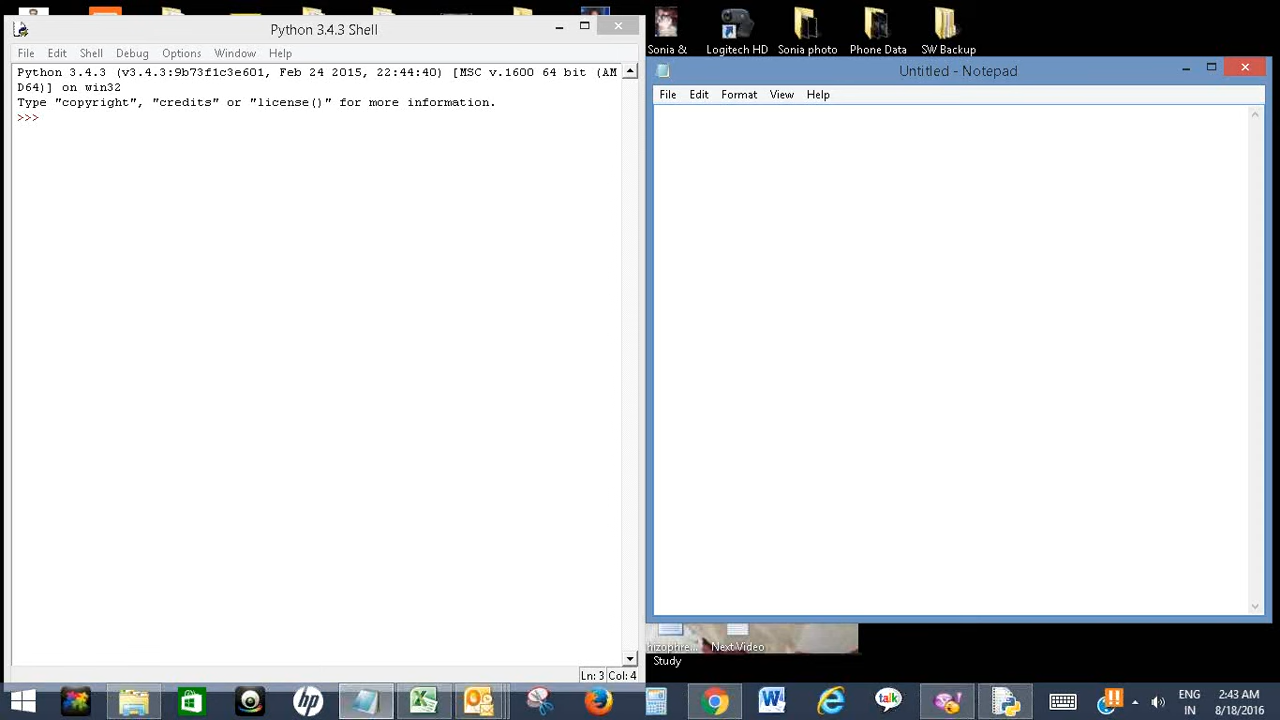 Python 3.4.3 Shell
File Edit Shell Debug Options Window Help
Python 3.4.3 (v3.4.3:9b73f1c3e601, Feb 24 2015, 22:44:40) [MSC v.1600 64 bit (AM
D64)] on win32
Type "copyright", "credits" or "license()" for more information.
>>>
Ln: 3 Col: 4
Sonia & Logitech HD Sonia photo Phone Data SW Backup
Untitled - Notepad
File Edit Format View Help
hizophre... Next Video
Study
hp
talk
ENG
IN
2:43 AM
8/18/2016